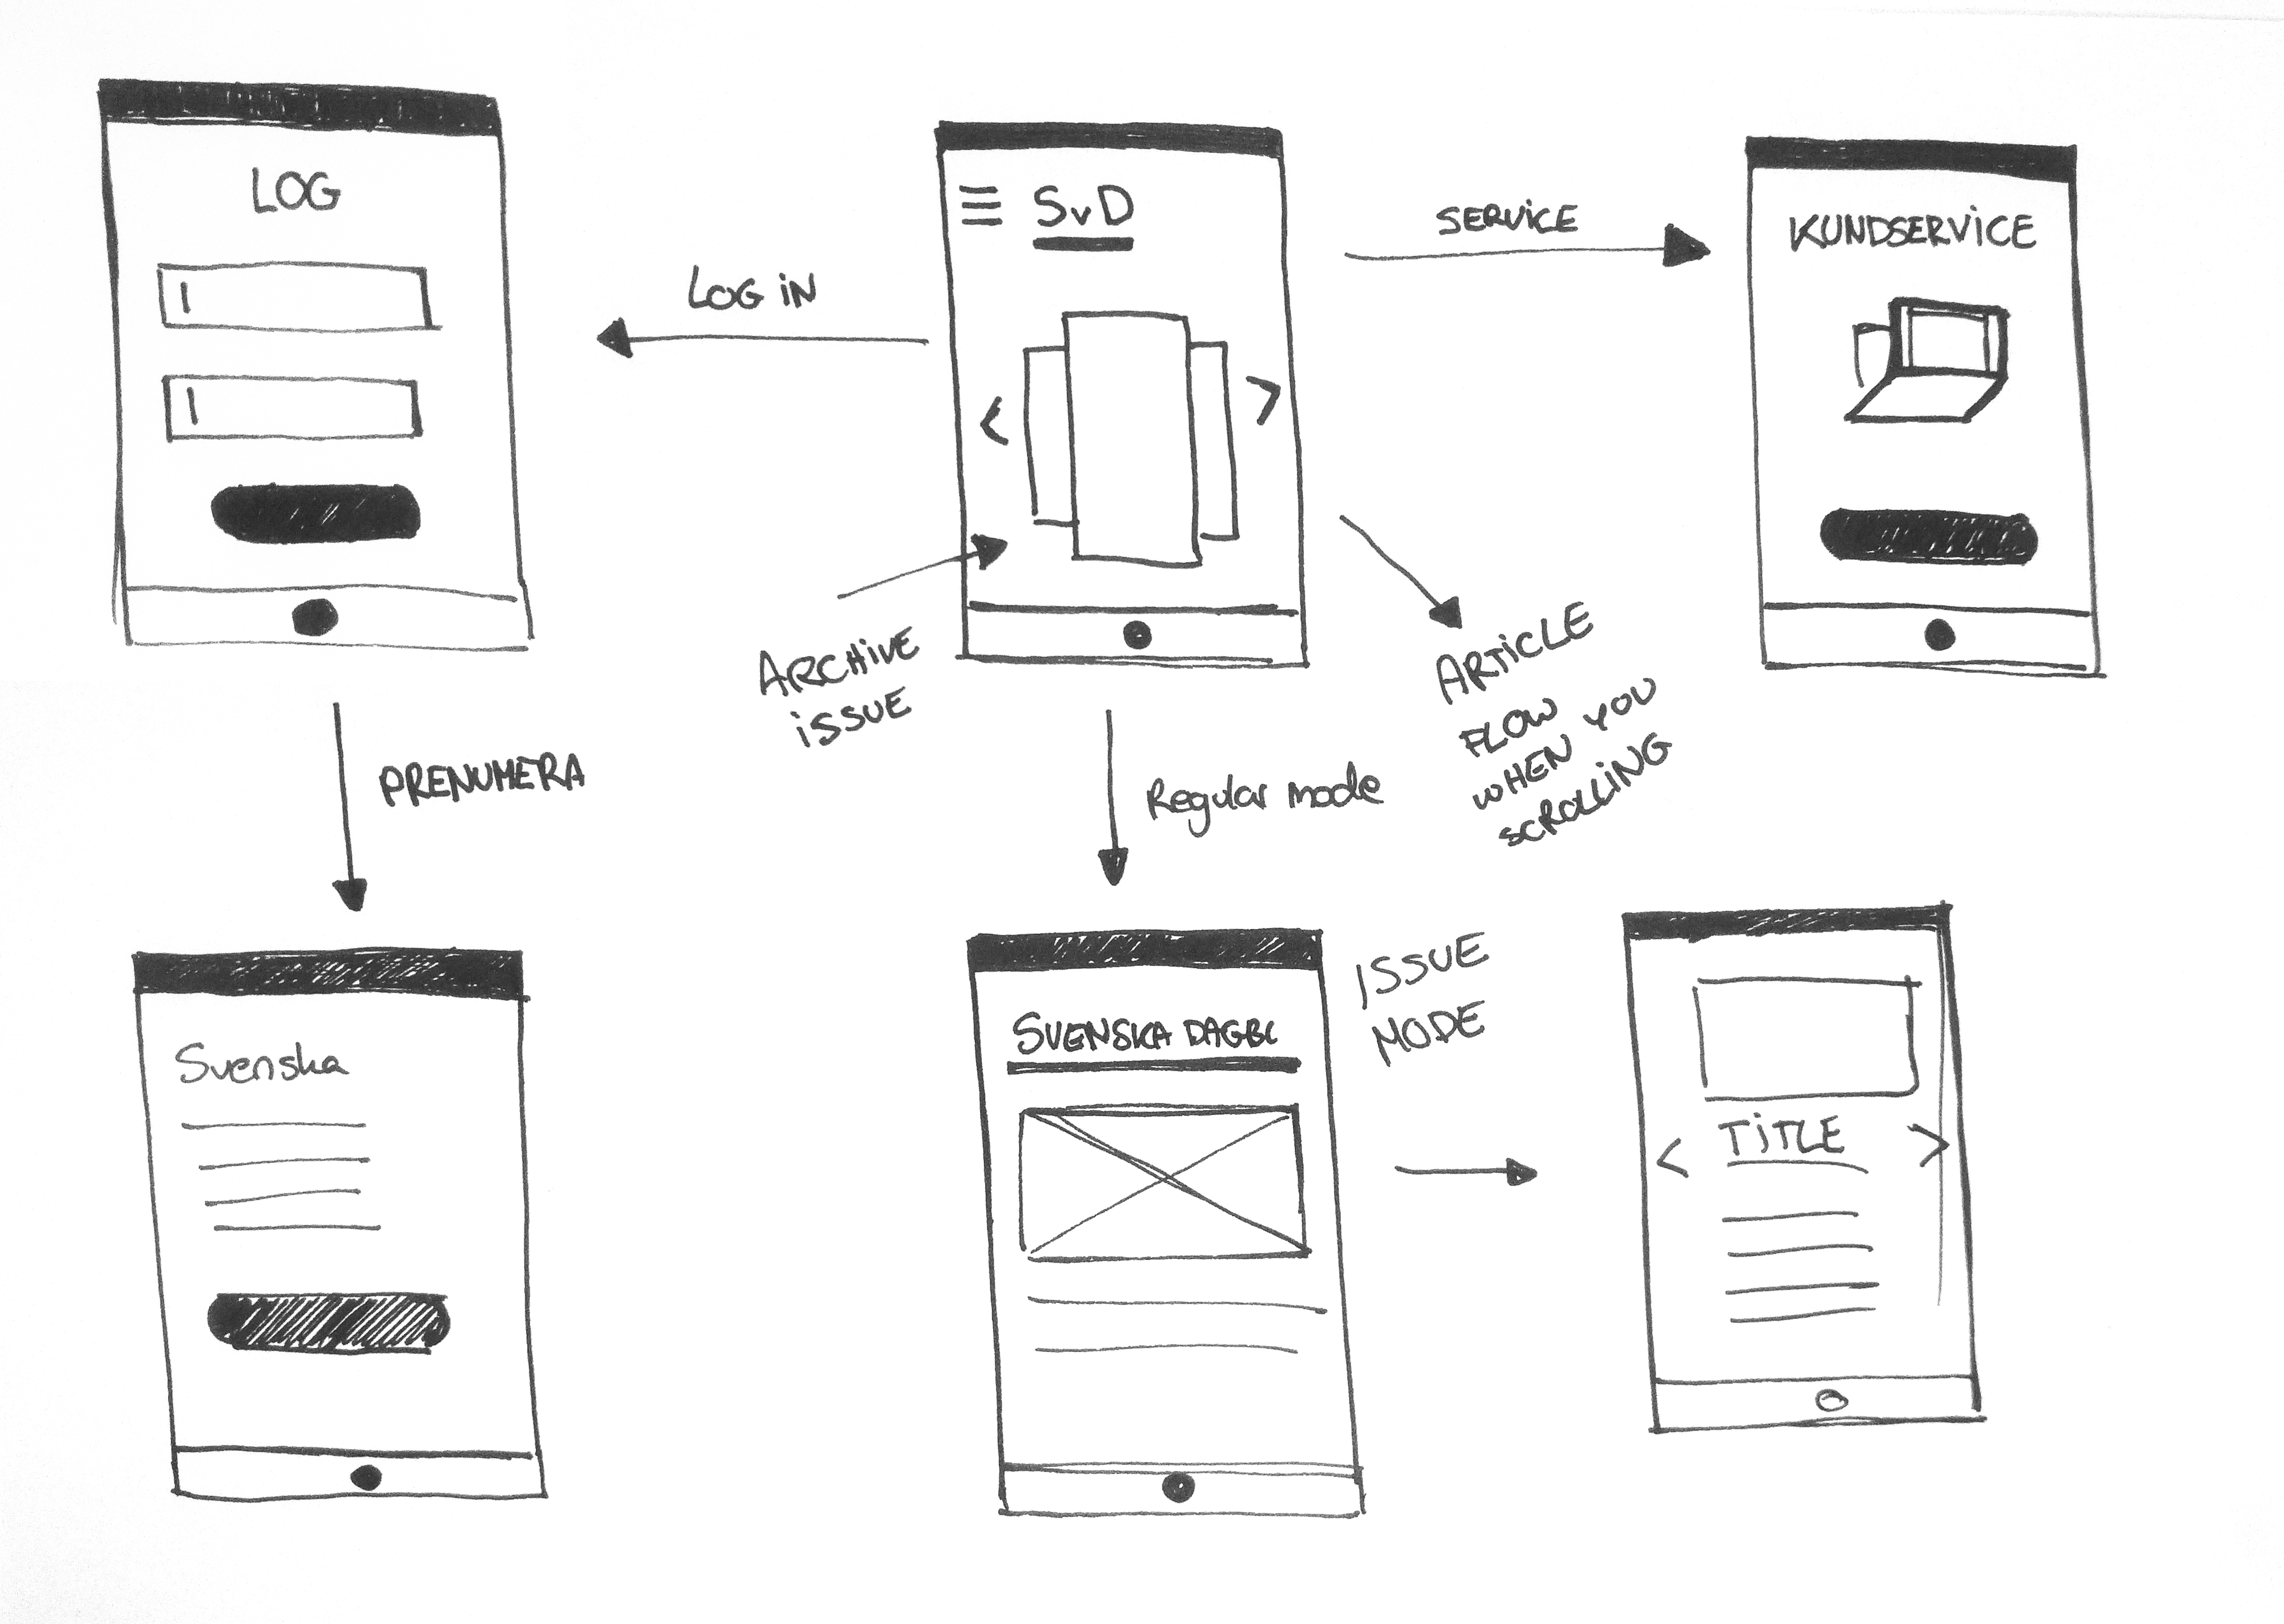 LOG
SvD
SERVICE
KUNDSERVICE
LOG IN
ARCHIVE
ISSUE
ARTICLE
FLOW
WHEN YOU
SCROLLING
PRENUMERA
Regular mode
Svenska
SVENSKA DAGBL
ISSUE
MODE
TITLE